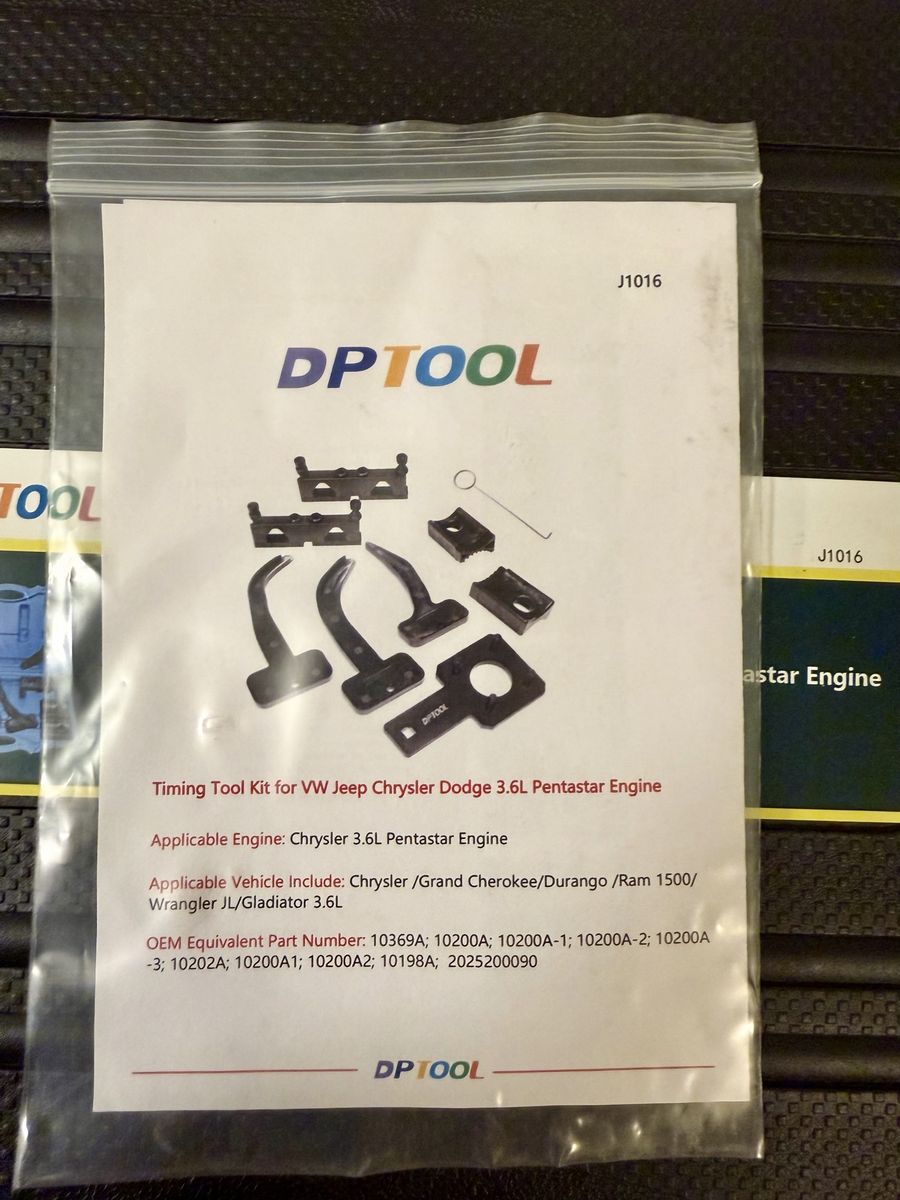 J1016
DPTOOL
TOOL
J1016
DPTOOL
astar Engine
Timing Tool Kit for VW Jeep Chrysler Dodge 3.6L Pentastar Engine
Applicable Engine: Chrysler 3.6L Pentastar Engine
Applicable Vehicle Include: Chrysler /Grand Cherokee/Durango /Ram 1500/
Wrangler JL/Gladiator 3.6L
OEM Equivalent Part Number: 10369A; 10200A; 10200A-1; 10200A-2; 10200A
-3; 10202A; 10200A1; 10200A2; 10198A; 2025200090
DPTOOL